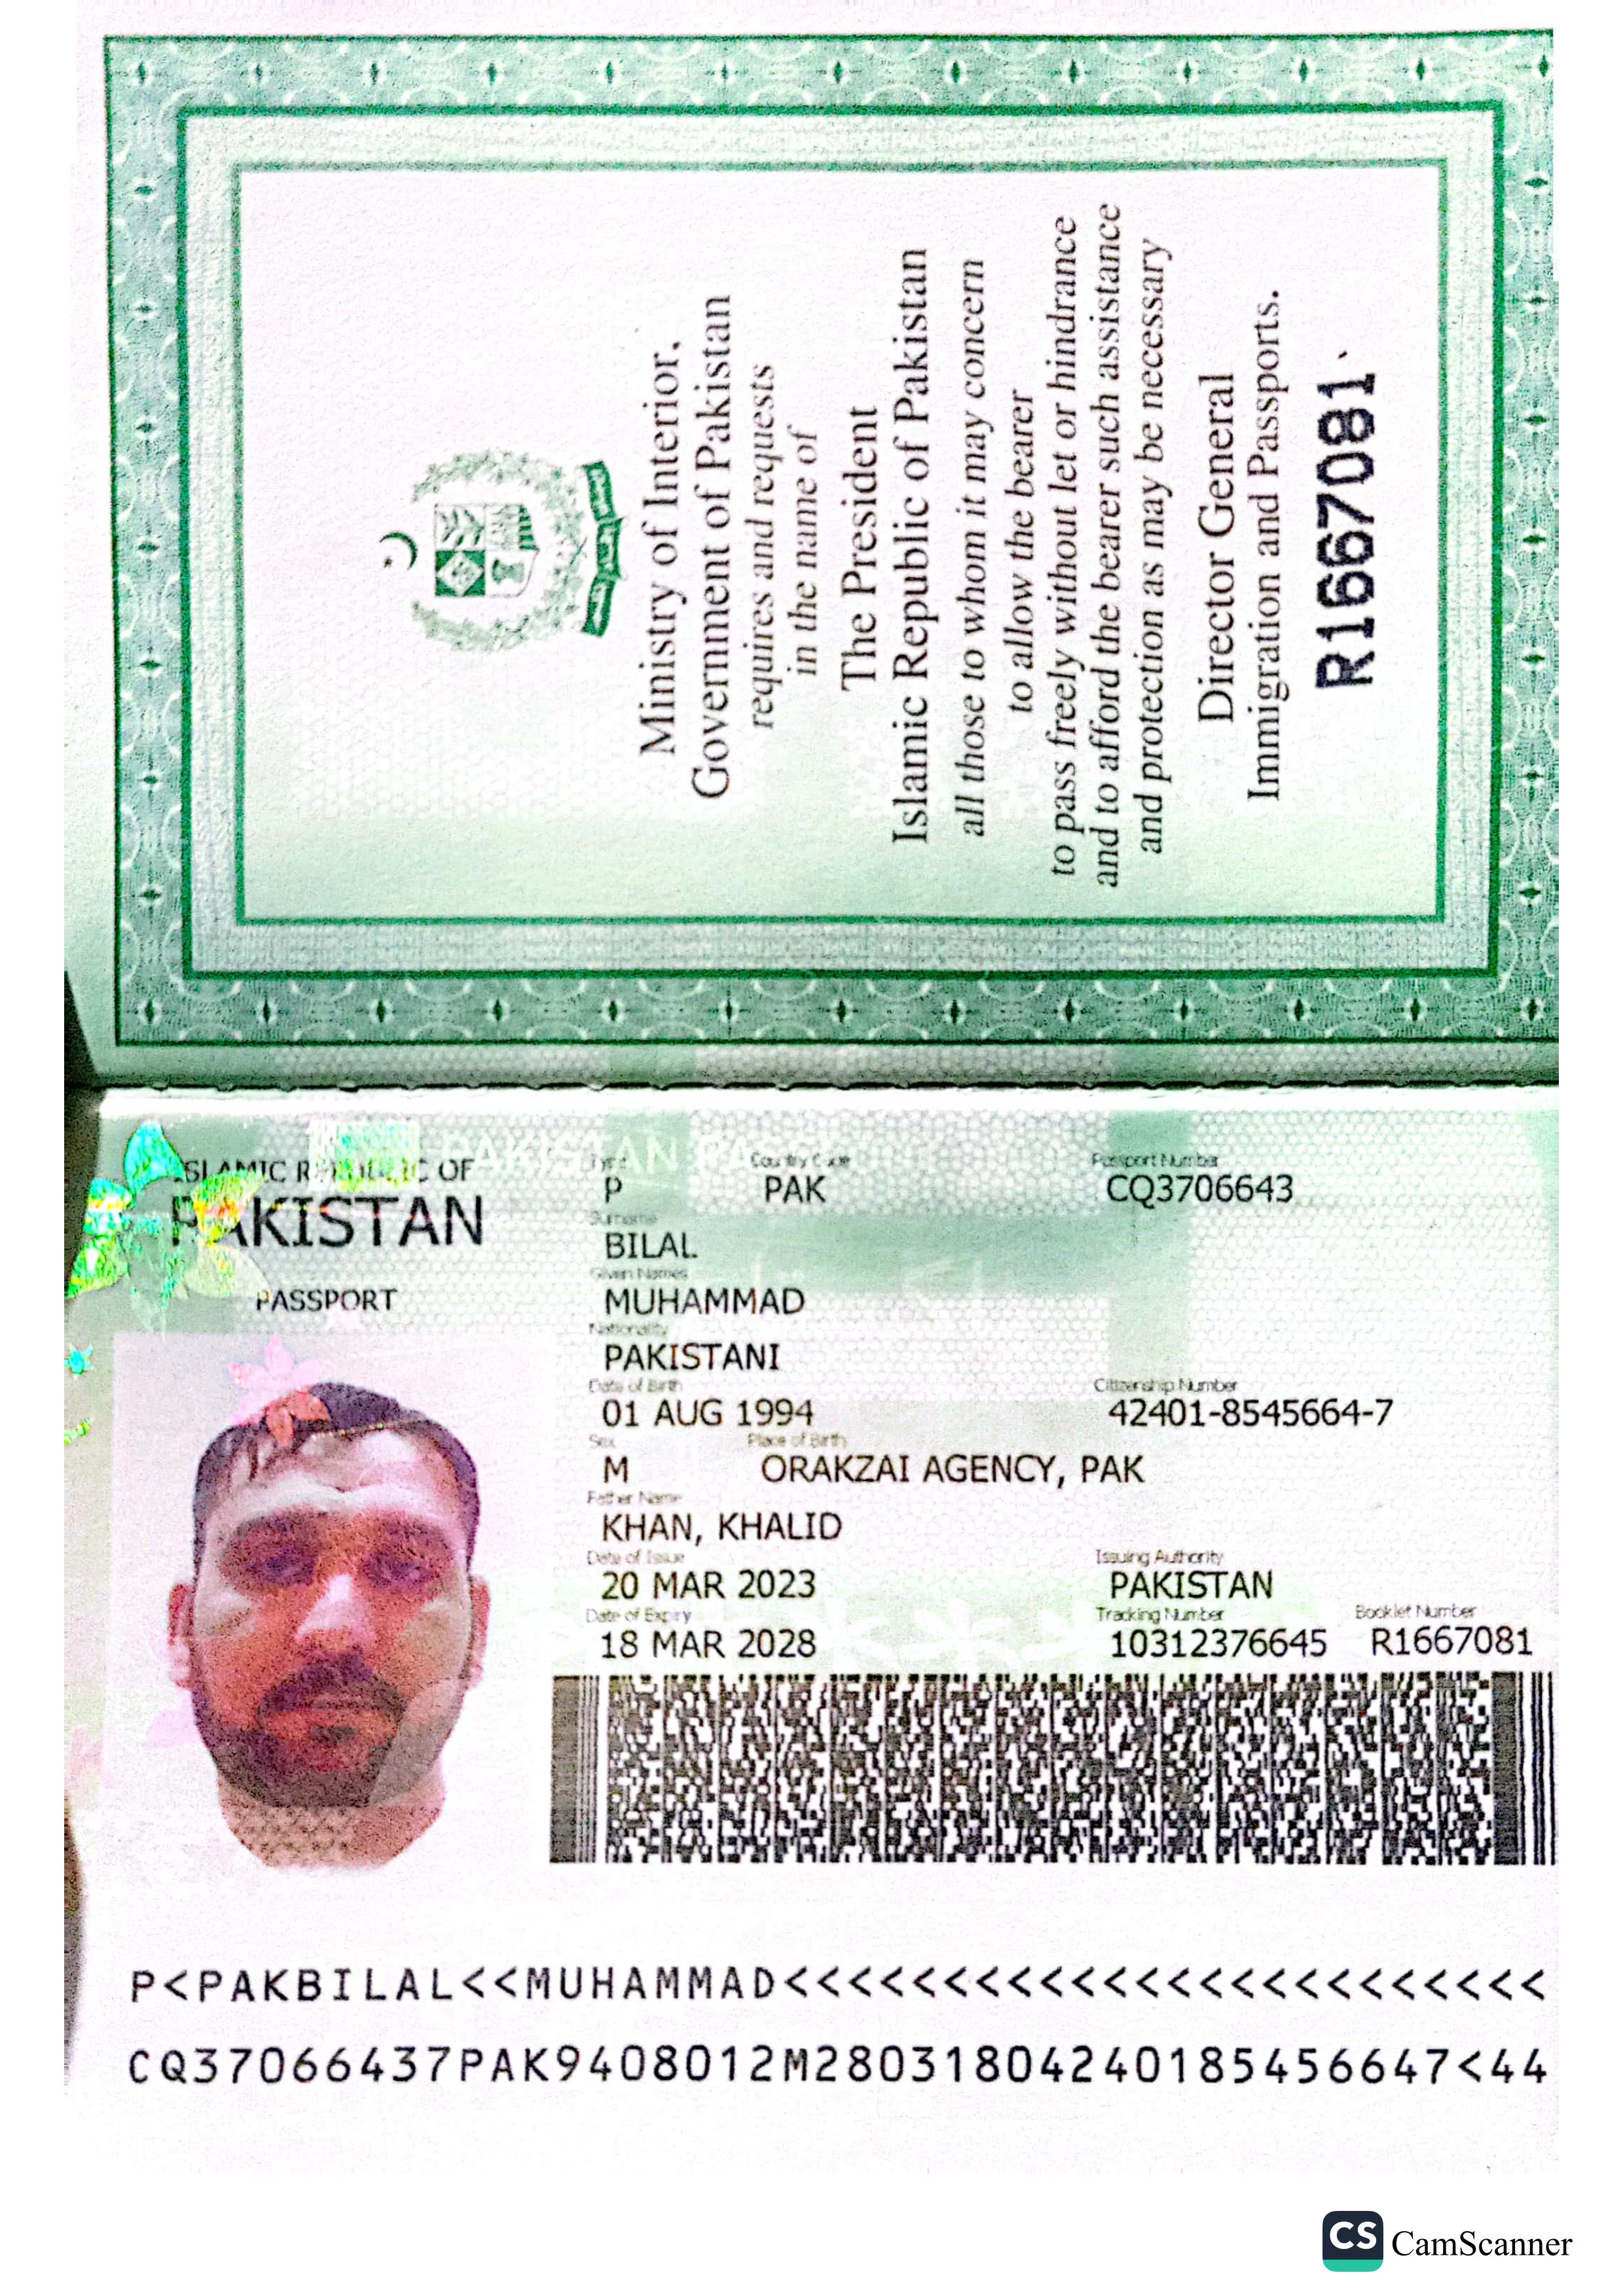 Ministry of Interior,
Government of Pakistan
requires and requests
in the name of
The President
Islamic Republic of Pakistan
all those to whom it may concern
to allow the bearer
to pass freely without let or hindrance
and to afford the bearer such assistance
and protection as may be necessary
Director General
Immigration and Passports.
R1667081
PAKISTAN
ISLAMIC REPUBLIC OF
PAKISTAN
PASSPORT
Type Country Code Passport Number
P PAK CQ3706643
Surname
BILAL
Given Names
MUHAMMAD
Nationality
PAKISTANI
Date of Birth Citizenship Number
01 AUG 1994 42401-8545664-7
Sex Place of Birth
M ORAKZAI AGENCY, PAK
Father Name
KHAN, KHALID
Date of Issue Issuing Authority
20 MAR 2023 PAKISTAN
Date of Expiry Tracking Number Booklet Number
18 MAR 2028 10312376645 R1667081
P<PAKBILAL<<MUHAMMAD<<<<<<<<<<<<<<<<<<<<<<<<
CQ37066437PAK9408012M28031804240185456647<44
CS CamScanner